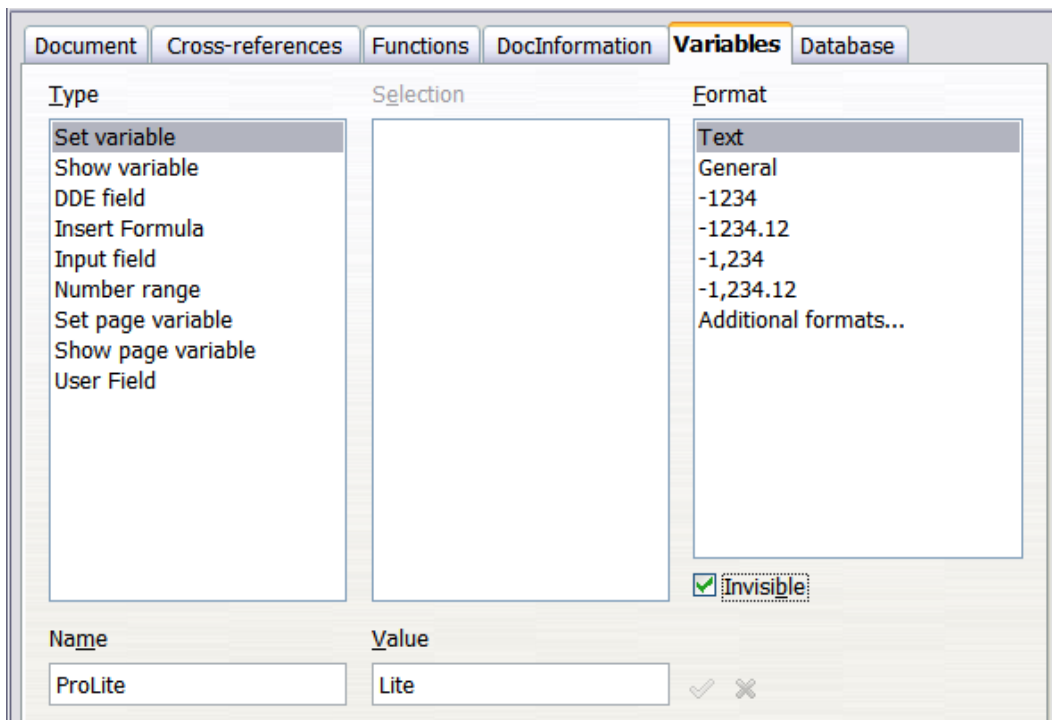 Document Cross-references Functions DocInformation Variables Database
Type Selection Format
Set variable
Show variable
DDE field
Insert Formula
Input field
Number range
Set page variable
Show page variable
User Field
Text
General
-1234
-1234.12
-1,234
-1,234.12
Additional formats...
Invisible
Name Value
ProLite Lite